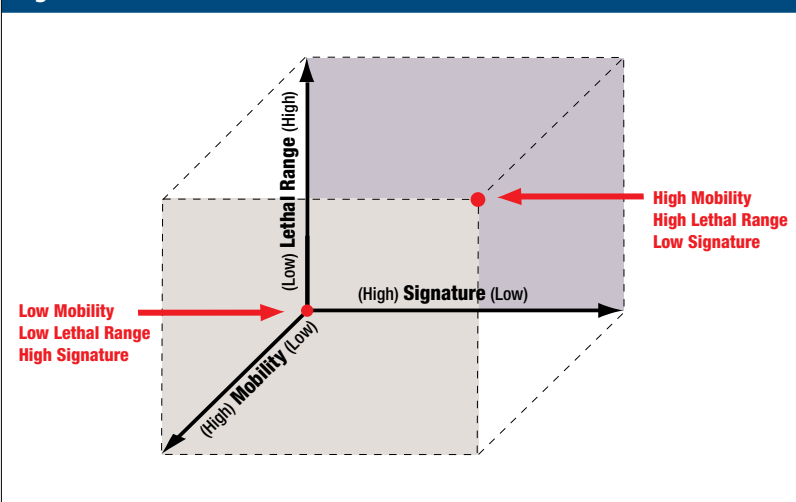 (Low) Lethal Range (High)
High Mobility
High Lethal Range
Low Signature
(High) Signature (Low)
Low Mobility
Low Lethal Range
High Signature
(High) Mobility (Low)